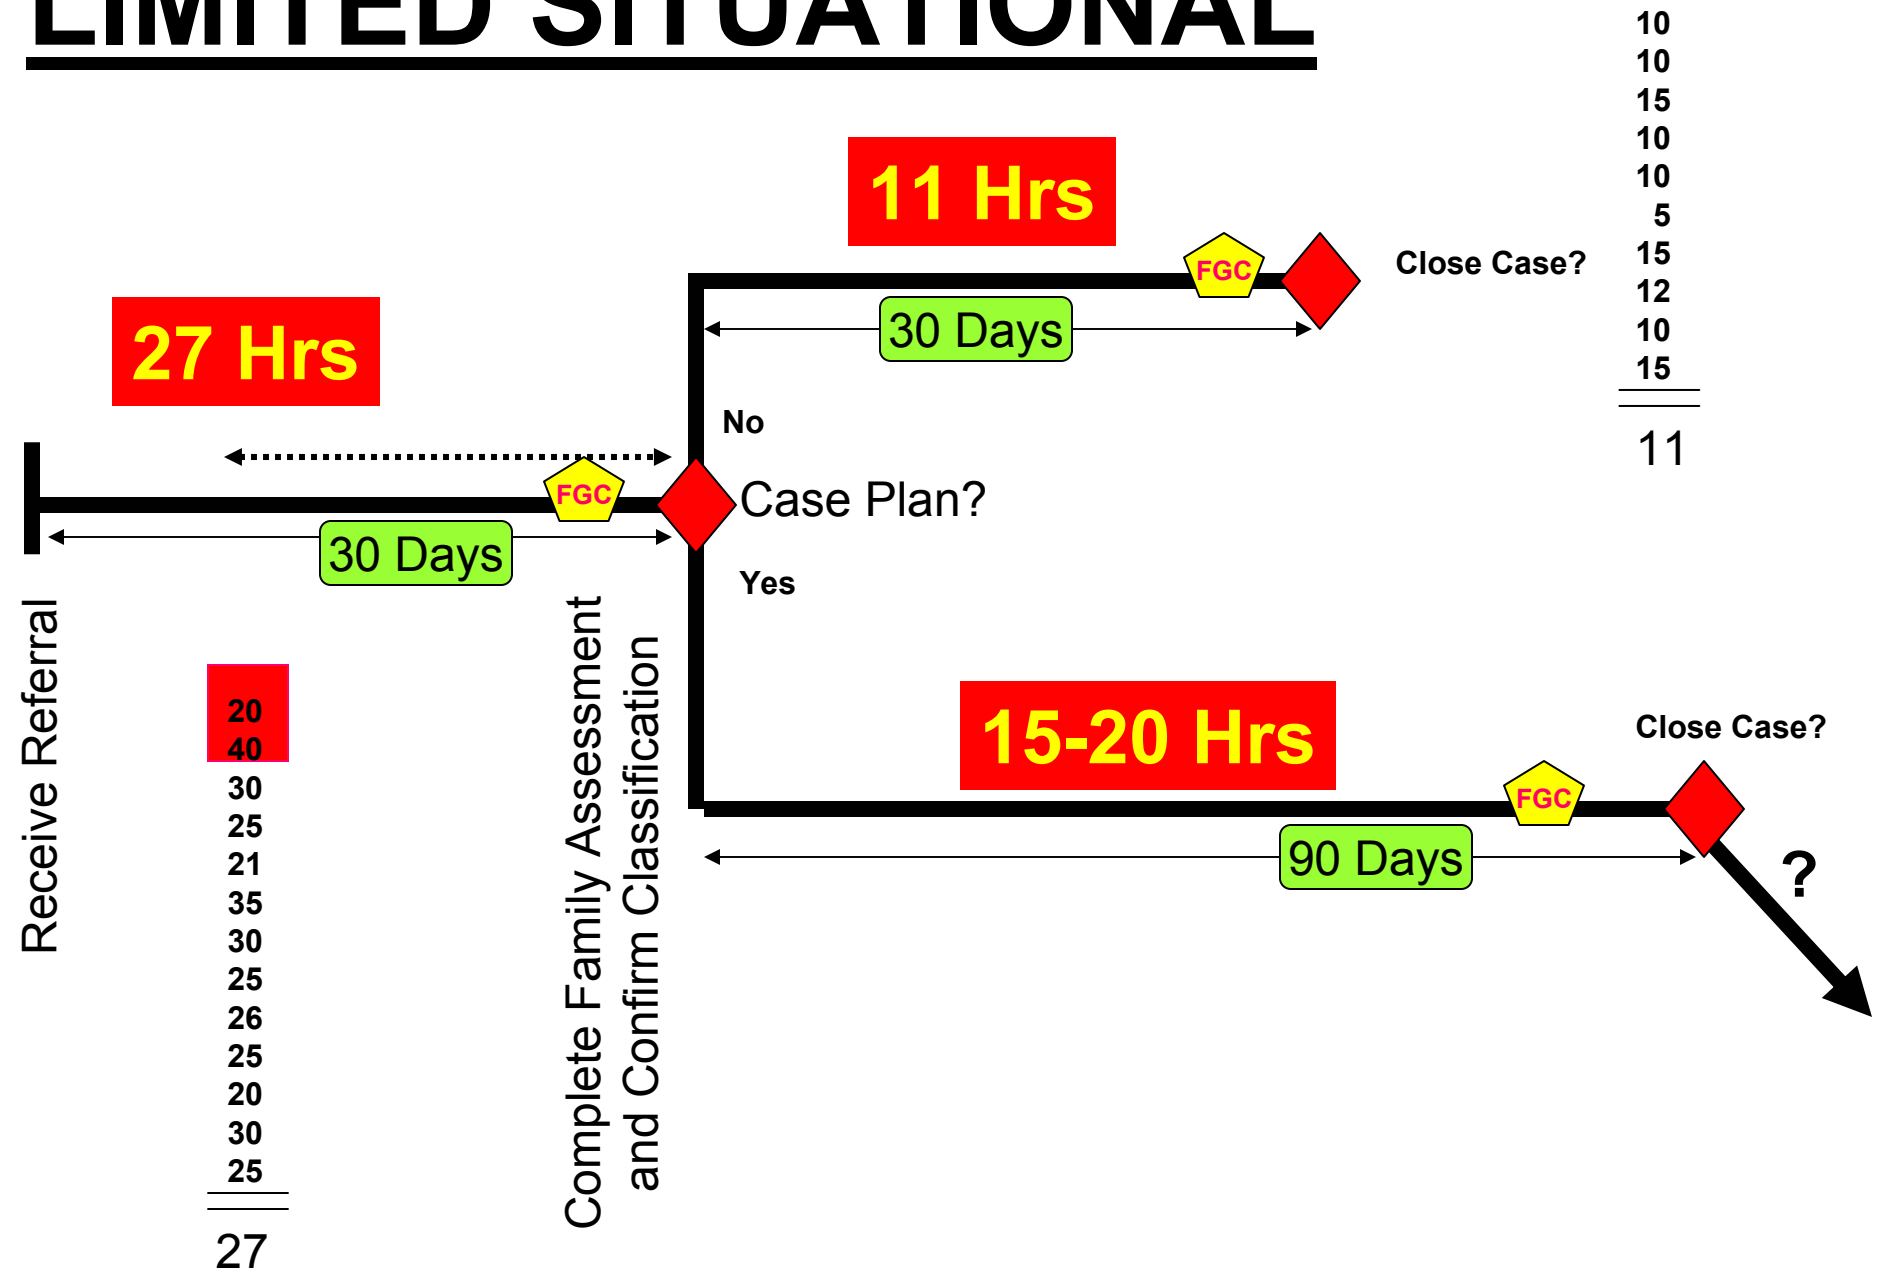 LIMITED SITUATIONAL
10
10
15
10
10
5
15
12
10
15
11
11 Hrs
FGC
Close Case?
30 Days
27 Hrs
No
FGC
Case Plan?
30 Days
Yes
Receive Referral
Complete Family Assessment
and Confirm Classification
20
40
30
25
21
35
30
25
26
25
20
30
25
27
15-20 Hrs
Close Case?
FGC
90 Days
?